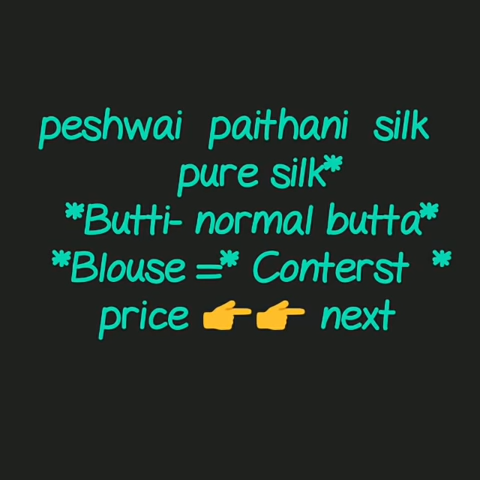 peshwai paithani silk
pure silk*
*Butti- normal butta*
*Blouse =* Conterst *
price 👉👉 next